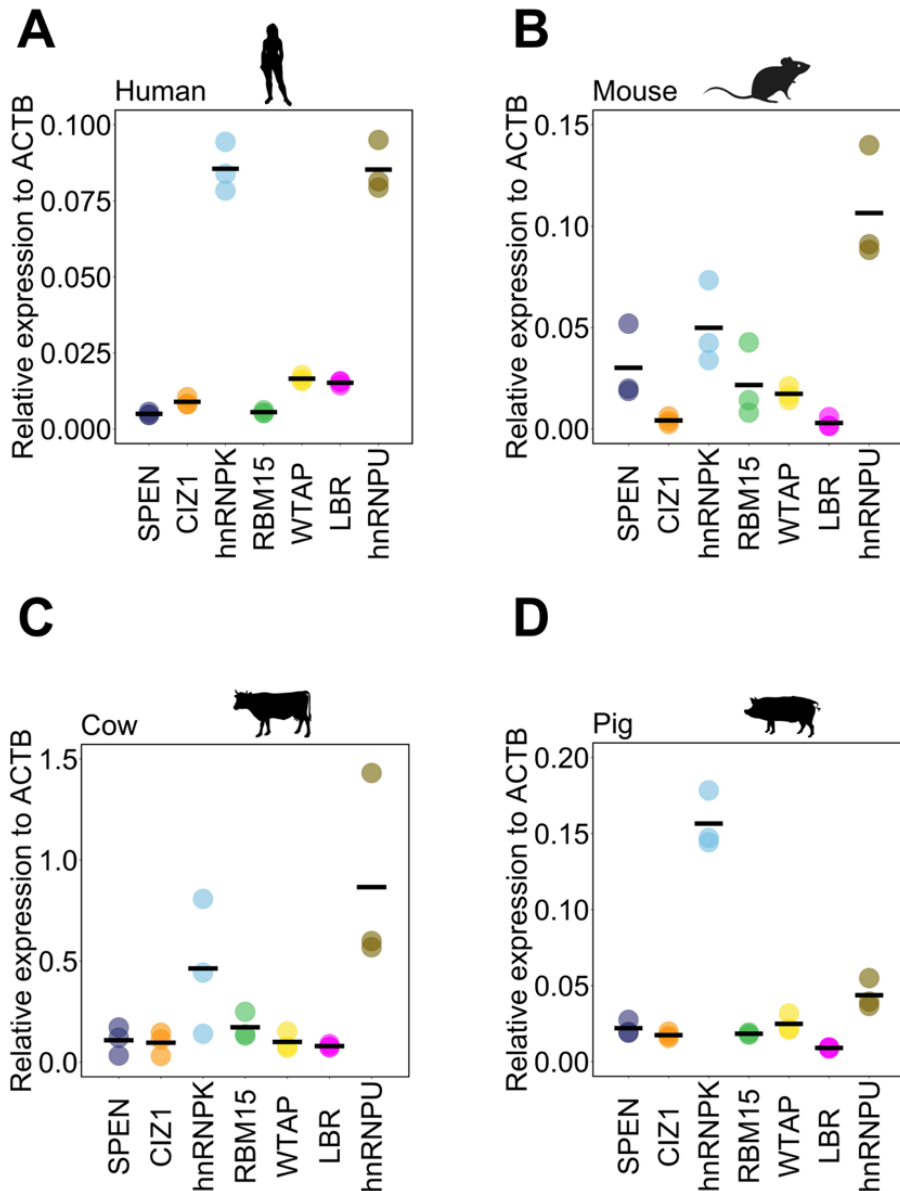 A
Human
Relative expression to ACTB
0.100
0.075
0.050
0.025
0.000
SPEN
CIZ1
hnRNPK
RBM15
WTAP
LBR
hnRNPU
B
Mouse
Relative expression to ACTB
0.15
0.10
0.05
0.00
SPEN
CIZ1
hnRNPK
RBM15
WTAP
LBR
hnRNPU
C
Cow
Relative expression to ACTB
1.5
1.0
0.5
0.0
SPEN
CIZ1
hnRNPK
RBM15
WTAP
LBR
hnRNPU
D
Pig
Relative expression to ACTB
0.20
0.15
0.10
0.05
0.00
SPEN
CIZ1
hnRNPK
RBM15
WTAP
LBR
hnRNPU